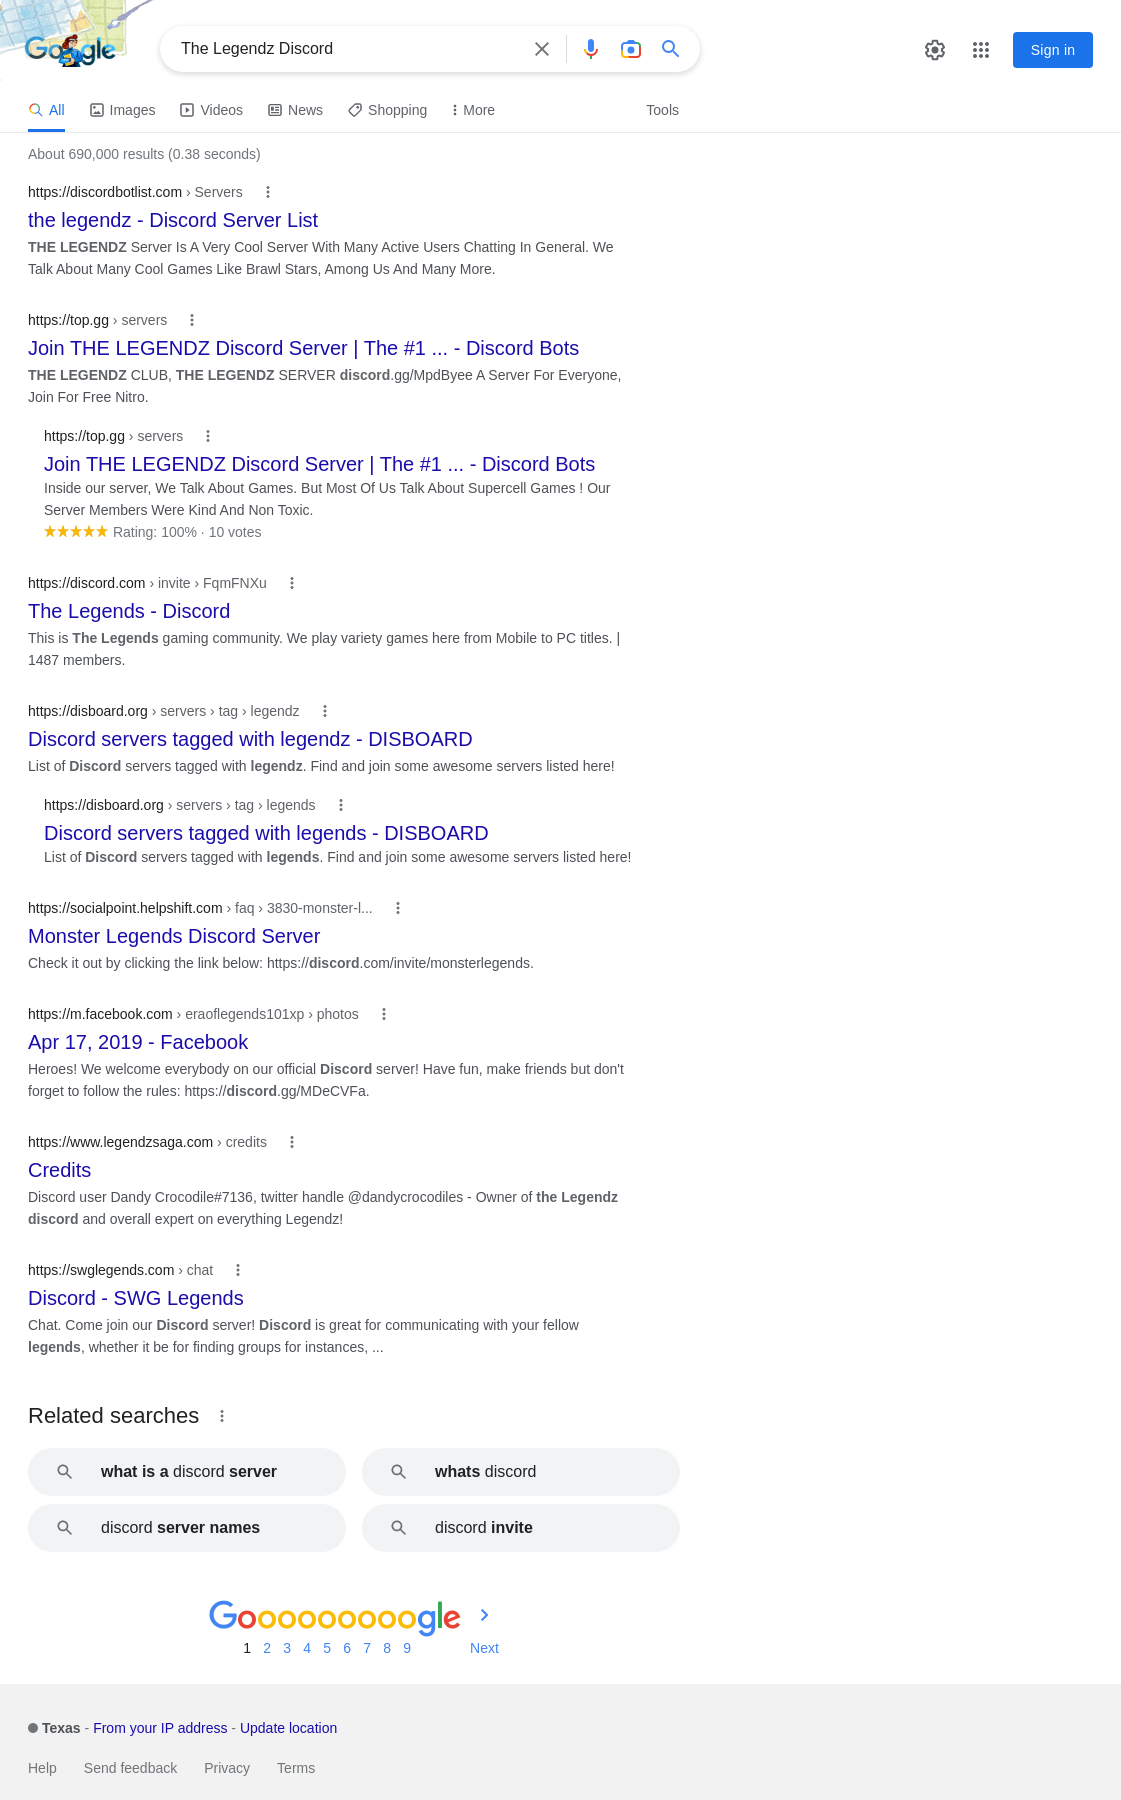 Google
The Legendz Discord
Sign in
All
Images
Videos
News
Shopping
More
Tools
About 690,000 results (0.38 seconds)
https://discordbotlist.com › Servers
the legendz - Discord Server List
THE LEGENDZ Server Is A Very Cool Server With Many Active Users Chatting In General. We
Talk About Many Cool Games Like Brawl Stars, Among Us And Many More.
https://top.gg › servers
Join THE LEGENDZ Discord Server | The #1 ... - Discord Bots
THE LEGENDZ CLUB, THE LEGENDZ SERVER discord.gg/MpdByee A Server For Everyone,
Join For Free Nitro.
https://top.gg › servers
Join THE LEGENDZ Discord Server | The #1 ... - Discord Bots
Inside our server, We Talk About Games. But Most Of Us Talk About Supercell Games ! Our
Server Members Were Kind And Non Toxic.
Rating: 100% · 10 votes
https://discord.com › invite › FqmFNXu
The Legends - Discord
This is The Legends gaming community. We play variety games here from Mobile to PC titles. |
1487 members.
https://disboard.org › servers › tag › legendz
Discord servers tagged with legendz - DISBOARD
List of Discord servers tagged with legendz. Find and join some awesome servers listed here!
https://disboard.org › servers › tag › legends
Discord servers tagged with legends - DISBOARD
List of Discord servers tagged with legends. Find and join some awesome servers listed here!
https://socialpoint.helpshift.com › faq › 3830-monster-l...
Monster Legends Discord Server
Check it out by clicking the link below: https://discord.com/invite/monsterlegends.
https://m.facebook.com › eraoflegends101xp › photos
Apr 17, 2019 - Facebook
Heroes! We welcome everybody on our official Discord server! Have fun, make friends but don't
forget to follow the rules: https://discord.gg/MDeCVFa.
https://www.legendzsaga.com › credits
Credits
Discord user Dandy Crocodile#7136, twitter handle @dandycrocodiles - Owner of the Legendz
discord and overall expert on everything Legendz!
https://swglegends.com › chat
Discord - SWG Legends
Chat. Come join our Discord server! Discord is great for communicating with your fellow
legends, whether it be for finding groups for instances, ...
Related searches
what is a discord server
whats discord
discord server names
discord invite
Goooooooooogle
1 2 3 4 5 6 7 8 9 Next
Texas - From your IP address - Update location
Help
Send feedback
Privacy
Terms